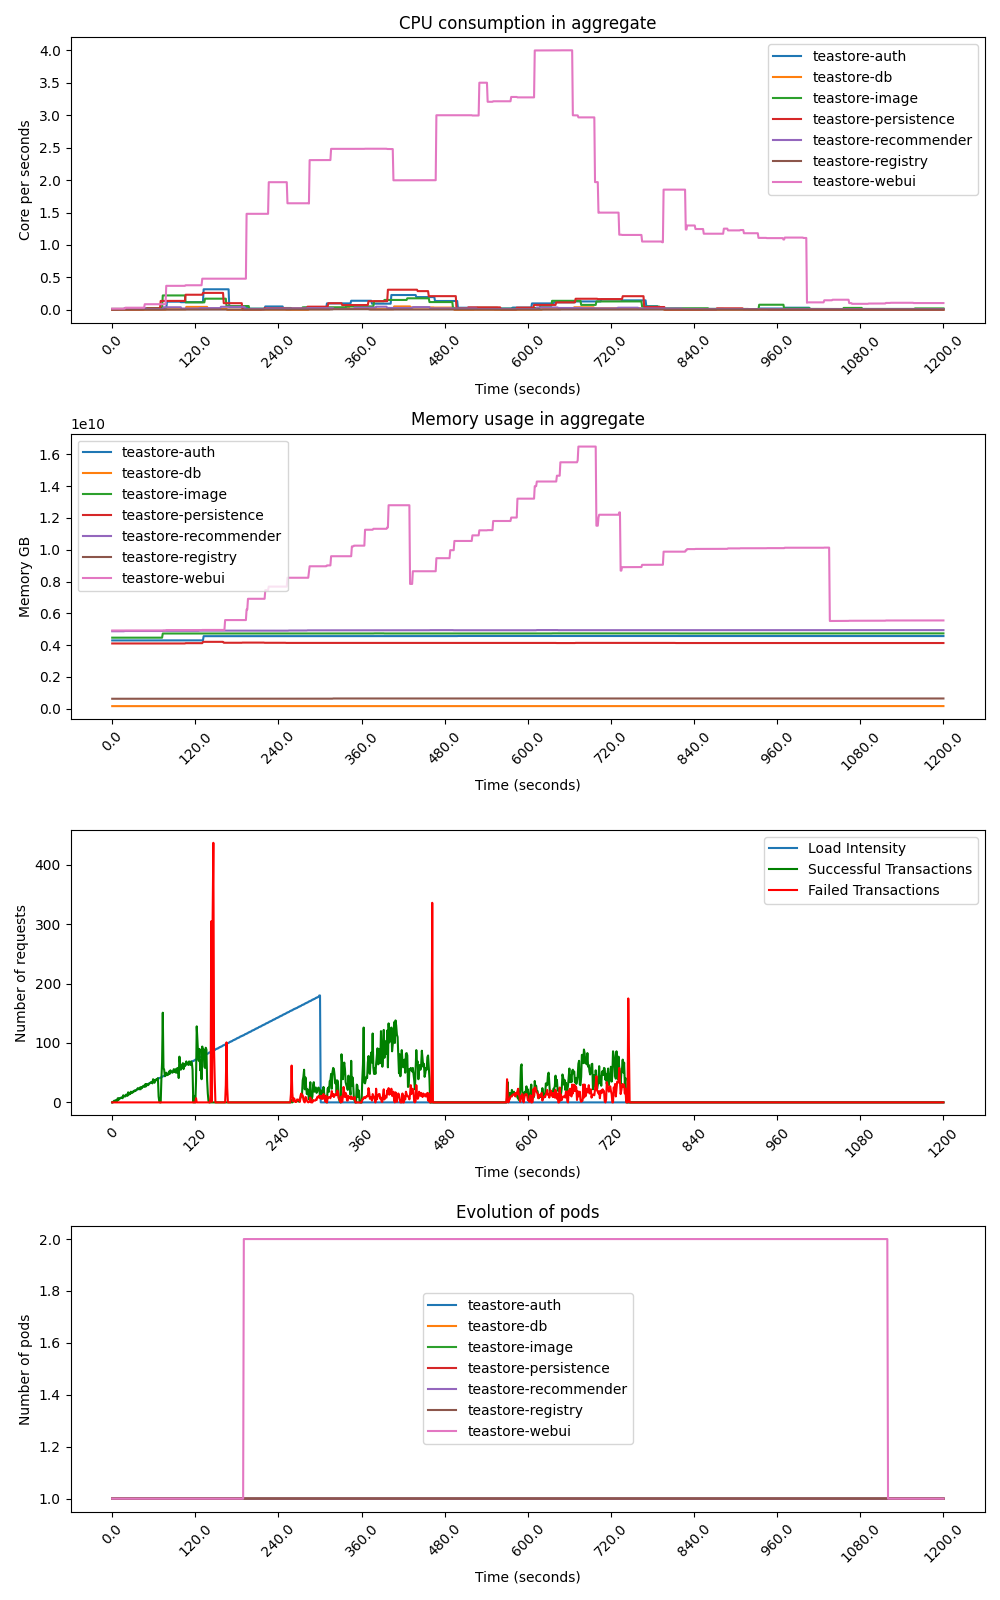 CPU consumption in aggregate
Core per seconds
4.0
3.5
3.0
2.5
2.0
1.5
1.0
0.5
0.0
teastore-auth
teastore-db
teastore-image
teastore-persistence
teastore-recommender
teastore-registry
teastore-webui
0.0 120.0 240.0 360.0 480.0 600.0 720.0 840.0 960.0 1080.0 1200.0
Time (seconds)
Memory usage in aggregate
1e10
Memory GB
1.6
1.4
1.2
1.0
0.8
0.6
0.4
0.2
0.0
teastore-auth
teastore-db
teastore-image
teastore-persistence
teastore-recommender
teastore-registry
teastore-webui
0.0 120.0 240.0 360.0 480.0 600.0 720.0 840.0 960.0 1080.0 1200.0
Time (seconds)
Number of requests
400
300
200
100
0
Load Intensity
Successful Transactions
Failed Transactions
0 120 240 360 480 600 720 840 960 1080 1200
Time (seconds)
Evolution of pods
Number of pods
2.0
1.8
1.6
1.4
1.2
1.0
teastore-auth
teastore-db
teastore-image
teastore-persistence
teastore-recommender
teastore-registry
teastore-webui
0.0 120.0 240.0 360.0 480.0 600.0 720.0 840.0 960.0 1080.0 1200.0
Time (seconds)